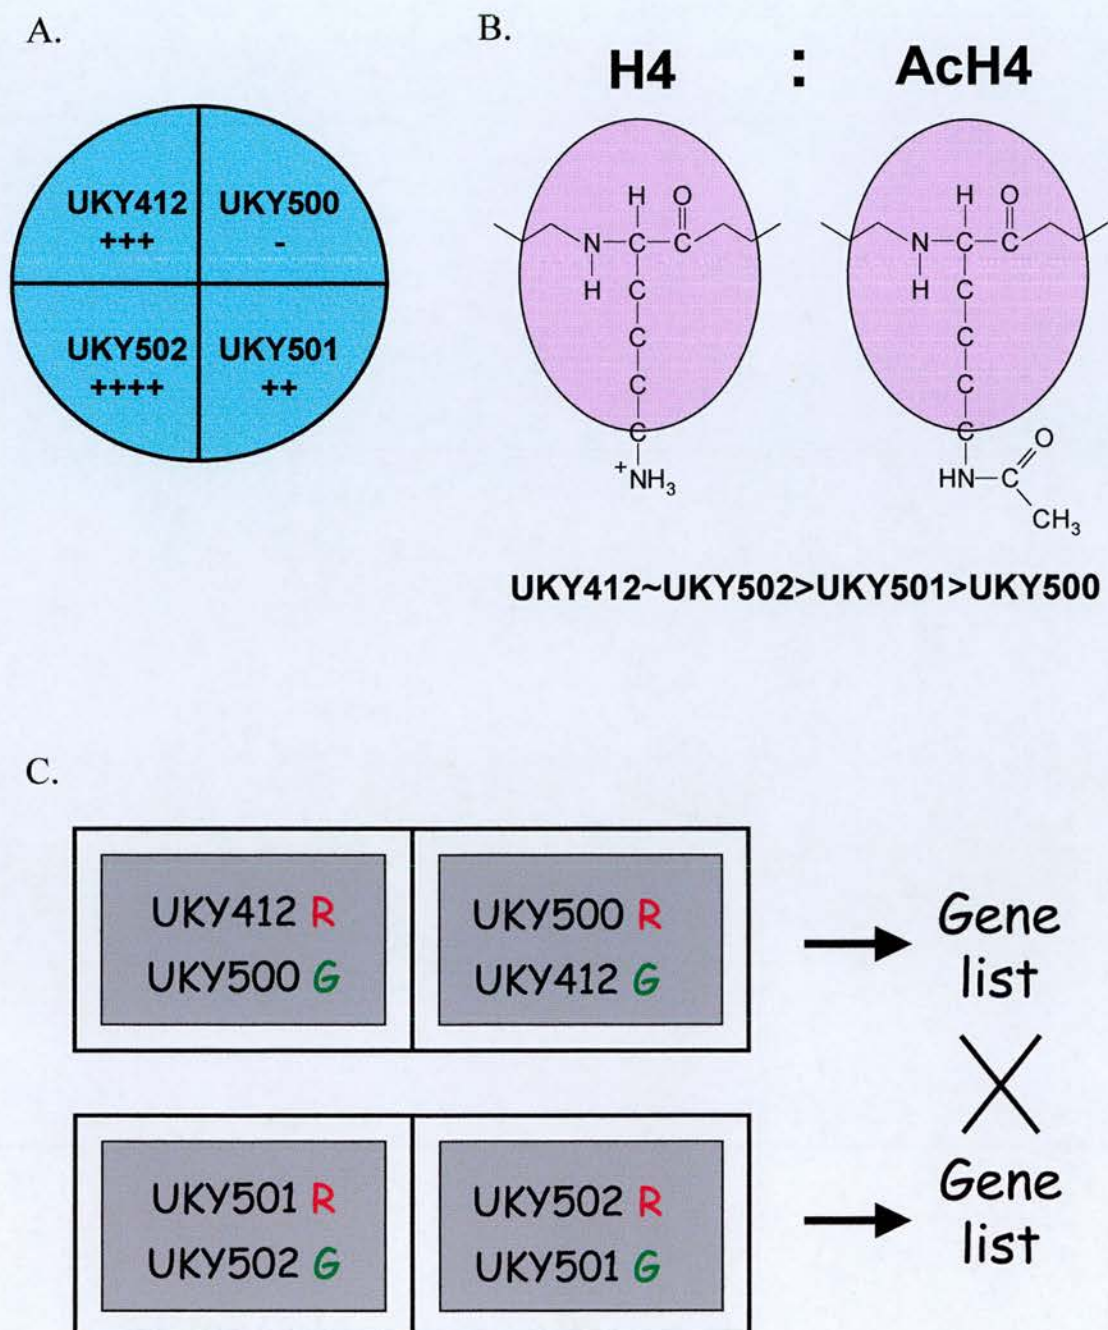 A.
UKY412
+++
UKY500
-
UKY502
++++
UKY501
++
B.
H4 : AcH4
H O
N C C
H C
C
C
C
+NH3
H O
N C C
H C
C
C
C O
HN C
CH3
UKY412~UKY502>UKY501>UKY500
C.
UKY412 R
UKY500 G
UKY500 R
UKY412 G
Gene
list
UKY501 R
UKY502 G
UKY502 R
UKY501 G
Gene
list